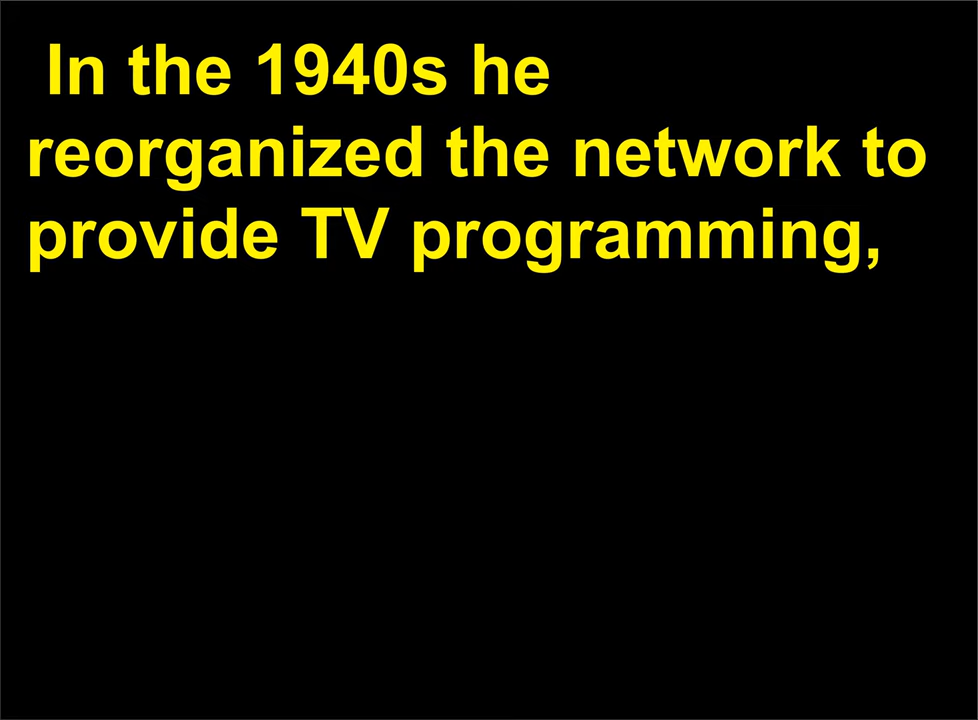 In the 1940s he
reorganized the network to
provide TV programming,